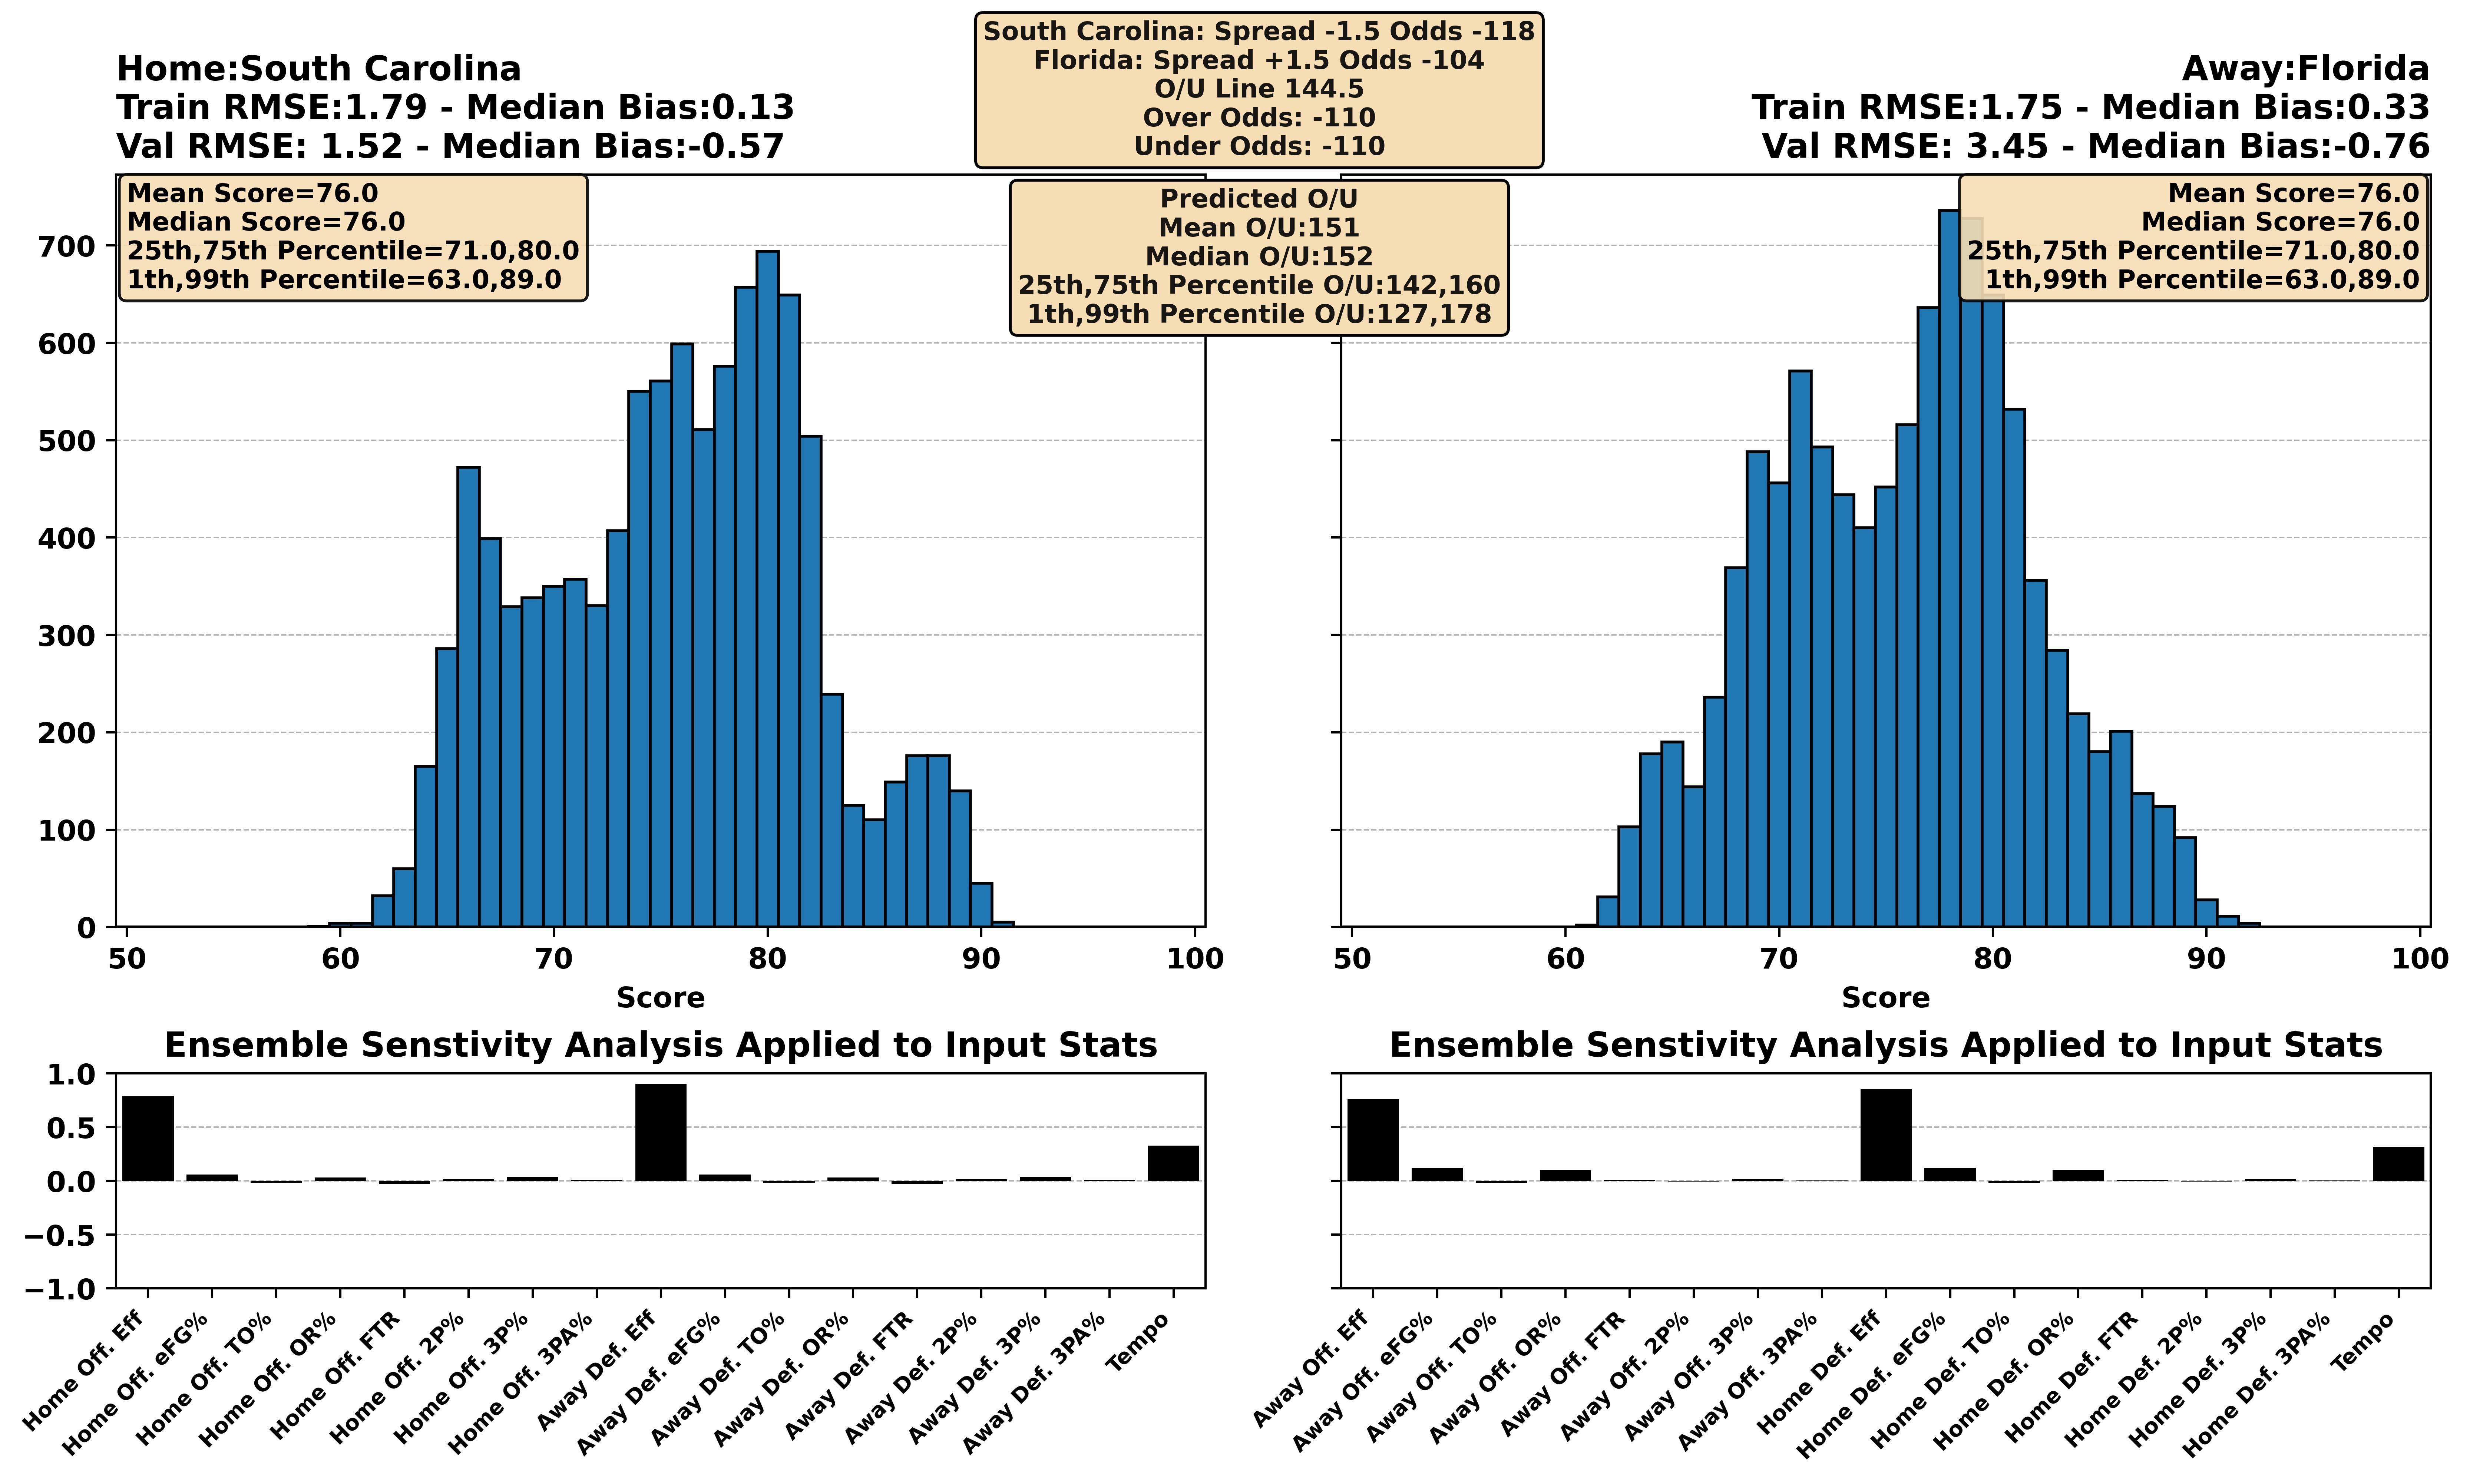 South Carolina: Spread -1.5 Odds -118
Florida: Spread +1.5 Odds -104
O/U Line 144.5
Over Odds: -110
Under Odds: -110
Home:South Carolina
Train RMSE:1.79 - Median Bias:0.13
Val RMSE: 1.52 - Median Bias:-0.57
Away:Florida
Train RMSE:1.75 - Median Bias:0.33
Val RMSE: 3.45 - Median Bias:-0.76
Mean Score=76.0
Median Score=76.0
25th,75th Percentile=71.0,80.0
1th,99th Percentile=63.0,89.0
Predicted O/U
Mean O/U:151
Median O/U:152
25th,75th Percentile O/U:142,160
1th,99th Percentile O/U:127,178
Mean Score=76.0
Median Score=76.0
25th,75th Percentile=71.0,80.0
1th,99th Percentile=63.0,89.0
700
600
500
400
300
200
100
0
50 60 70 80 90 100
Score
50 60 70 80 90 100
Score
Ensemble Senstivity Analysis Applied to Input Stats
1.0
0.5
0.0
−0.5
−1.0
Home Off. Eff
Home Off. eFG%
Home Off. TO%
Home Off. OR%
Home Off. FTR
Home Off. 2P%
Home Off. 3P%
Home Off. 3PA%
Away Def. Eff
Away Def. eFG%
Away Def. TO%
Away Def. OR%
Away Def. FTR
Away Def. 2P%
Away Def. 3P%
Away Def. 3PA%
Tempo
Ensemble Senstivity Analysis Applied to Input Stats
Away Off. Eff
Away Off. eFG%
Away Off. TO%
Away Off. OR%
Away Off. FTR
Away Off. 2P%
Away Off. 3P%
Away Off. 3PA%
Home Def. Eff
Home Def. eFG%
Home Def. TO%
Home Def. OR%
Home Def. FTR
Home Def. 2P%
Home Def. 3P%
Home Def. 3PA%
Tempo